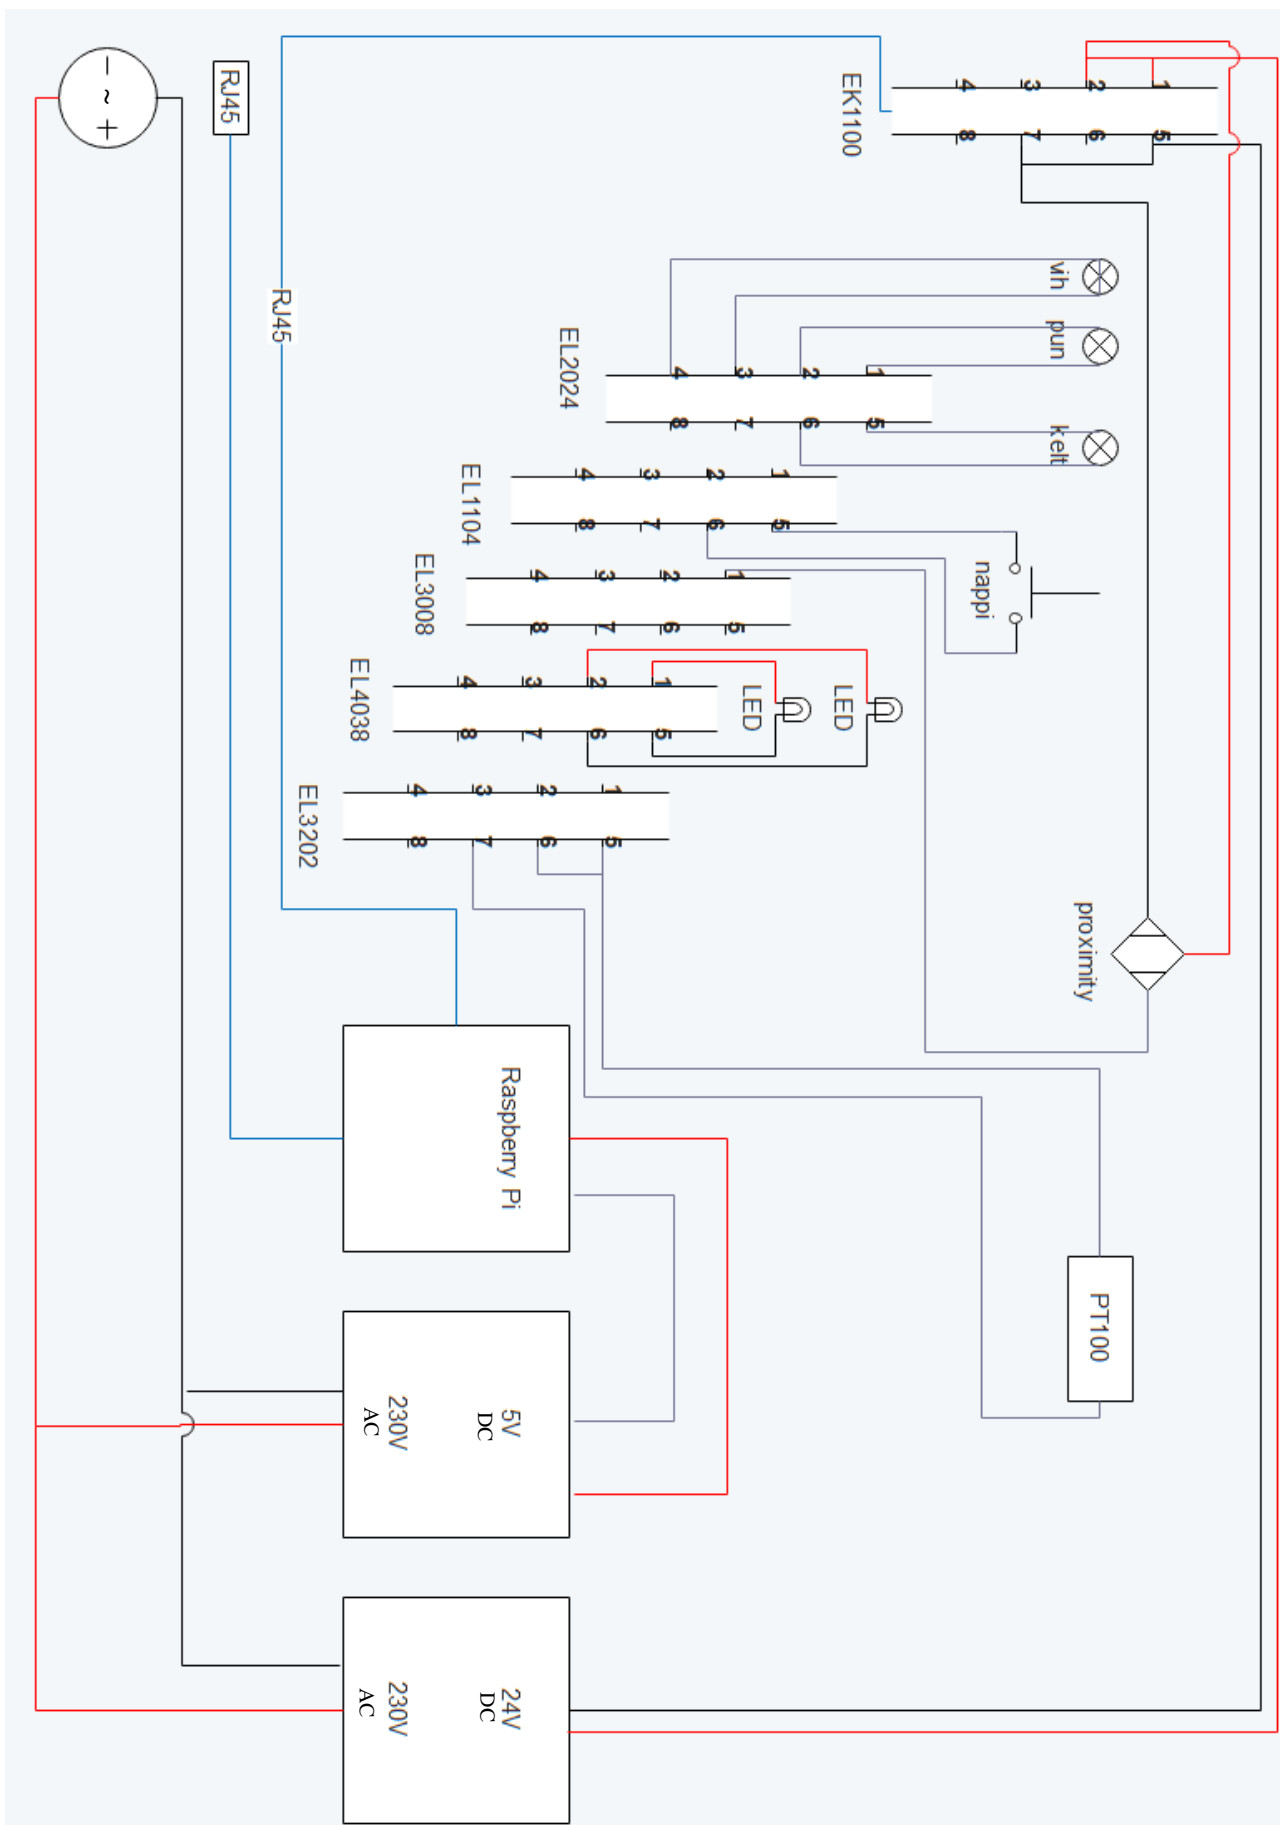 1 5
2 6
3 7
4 8
EK1100
vih
pun
kelt
1 5
2 6
3 7
4 8
EL2024
1 5
2 6
3 7
4 8
EL1104
nappi
1 5
2 6
3 7
4 8
EL3008
LED
LED
1 5
2 6
3 7
4 8
EL4038
1 5
2 6
3 7
4 8
EL3202
proximity
PT100
Raspberry Pi
5V
DC
230V
AC
24V
DC
230V
AC
RJ45
RJ45
− ~ +